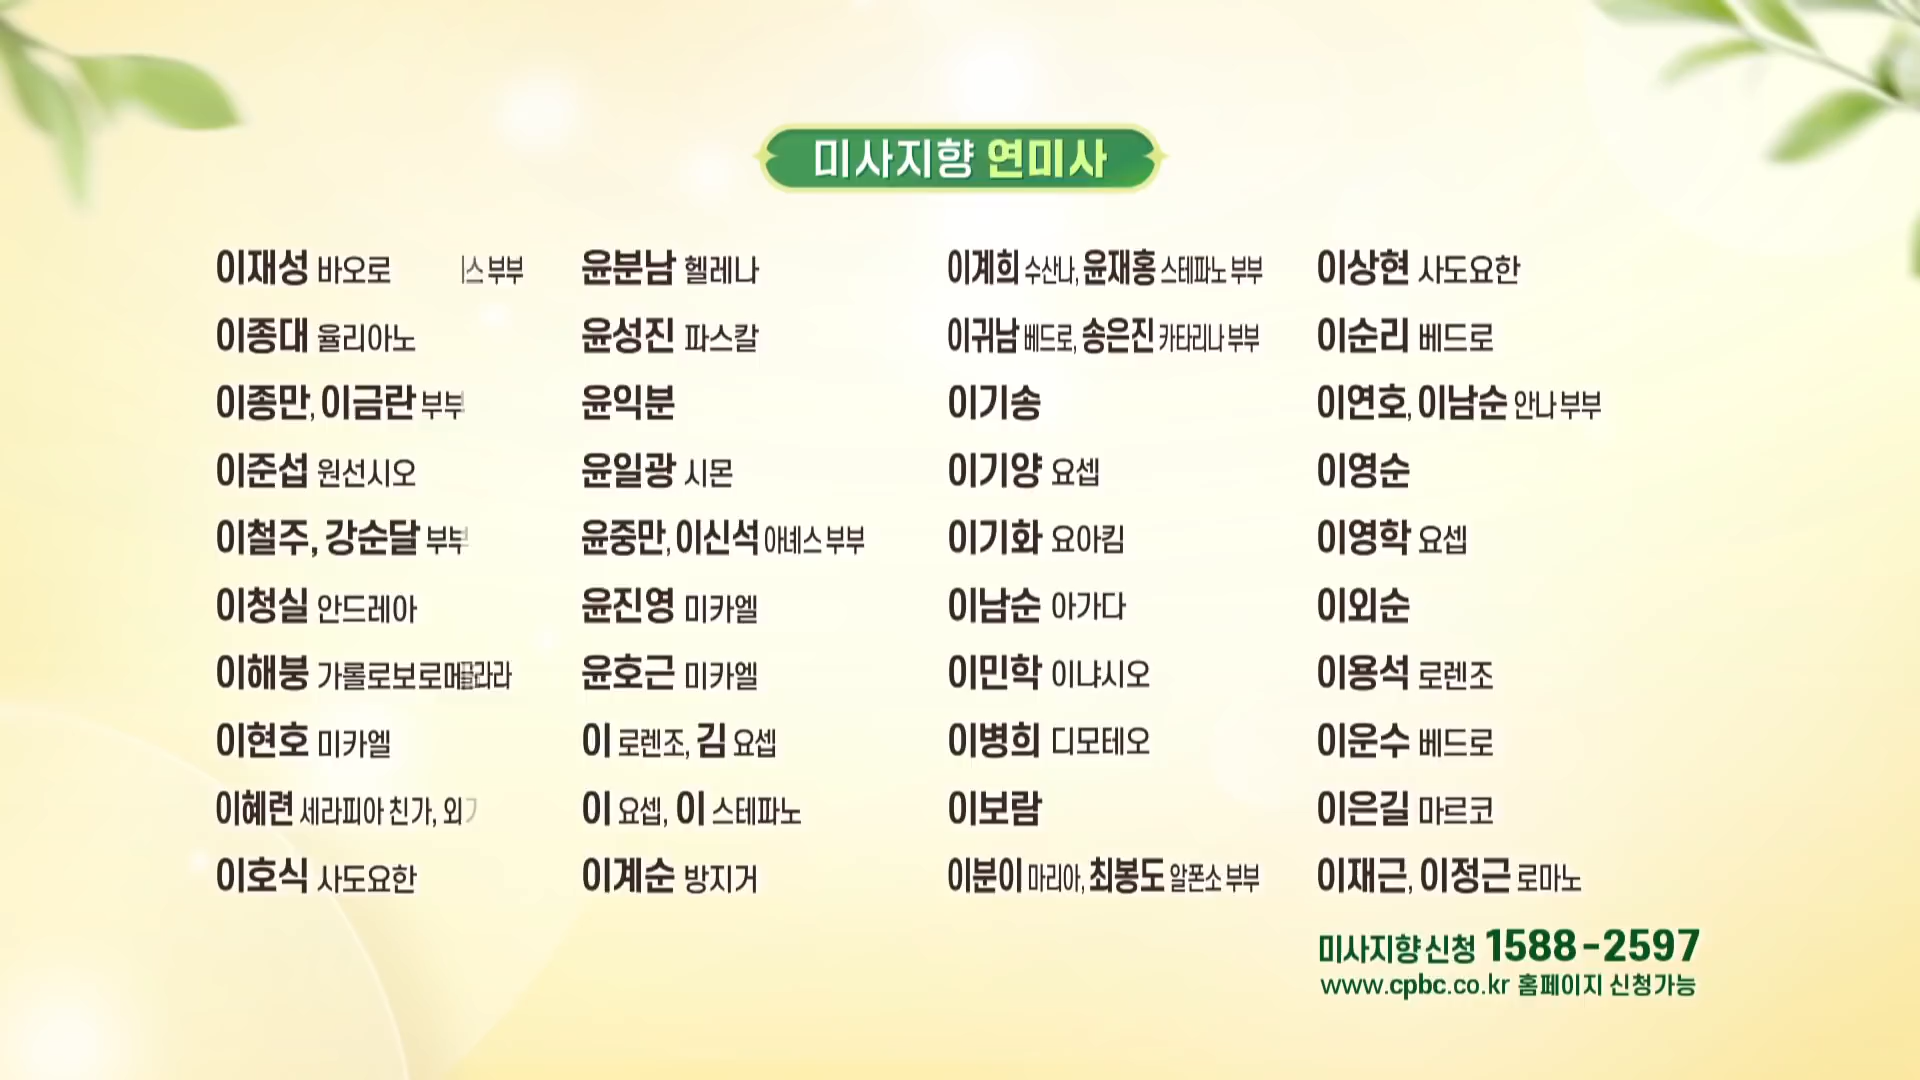 미사지향 연미사
이재성 바오로 스 부부
이종대 율리아노
이종만, 이금란 부부
이준섭 원선시오
이철주, 강순달 부부
이청실 안드레아
이해붕 가롤로보로메 라라
이현호 미카엘
이혜련 세라피아 친가, 외
이호식 사도요한
윤분남 헬레나
윤성진 파스칼
윤익분
윤일광 시몬
윤중만, 이신석 아녜스 부부
윤진영 미카엘
윤호근 미카엘
이 로렌조, 김 요셉
이 요셉, 이 스테파노
이계순 방지거
이계희 수산나, 윤재홍 스테파노 부부
이귀남 베드로, 송은진 카타리나 부부
이기송
이기양 요셉
이기화 요아킴
이남순 아가다
이민학 이냐시오
이병희 디모테오
이보람
이분이 마리아, 최봉도 알폰소 부부
이상현 사도요한
이순리 베드로
이연호, 이남순 안나 부부
이영순
이영학 요셉
이외순
이용석 로렌조
이운수 베드로
이은길 마르코
이재근, 이정근 로마노
미사지향 신청 1588-2597
www.cpbc.co.kr 홈페이지 신청가능